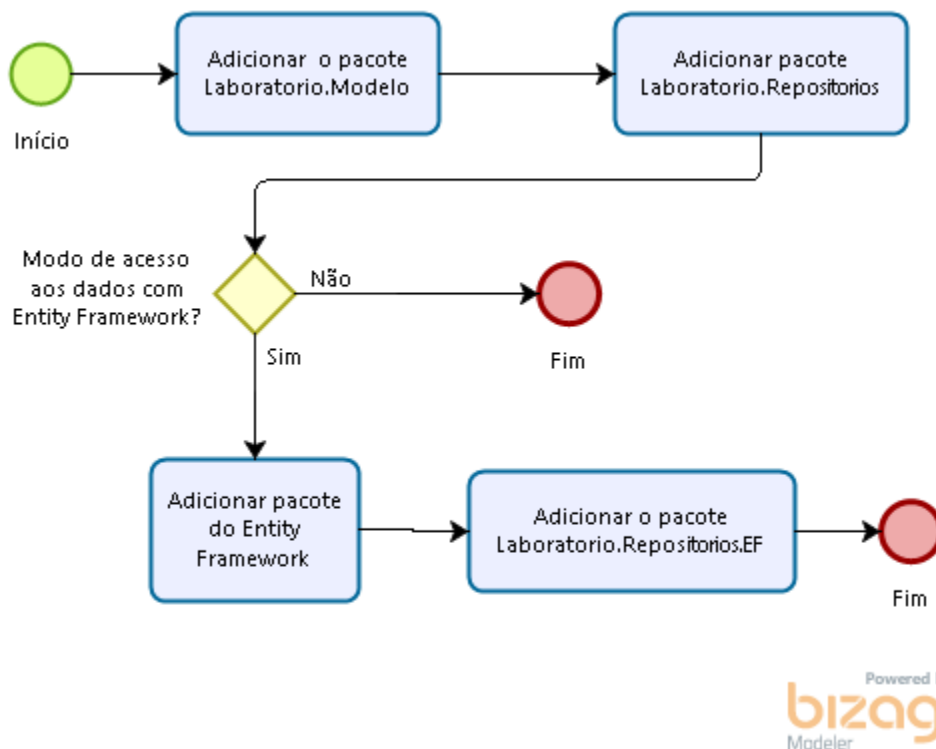 Adicionar o pacote
Laboratorio.Modelo
Adicionar pacote
Laboratorio.Repositorios
Início
Modo de acesso
aos dados com
Entity Framework?
Não
Fim
Sim
Adicionar pacote
do Entity
Framework
Adicionar o pacote
Laboratorio.Repositorios.EF
Fim
Powered
bizag
Modeler